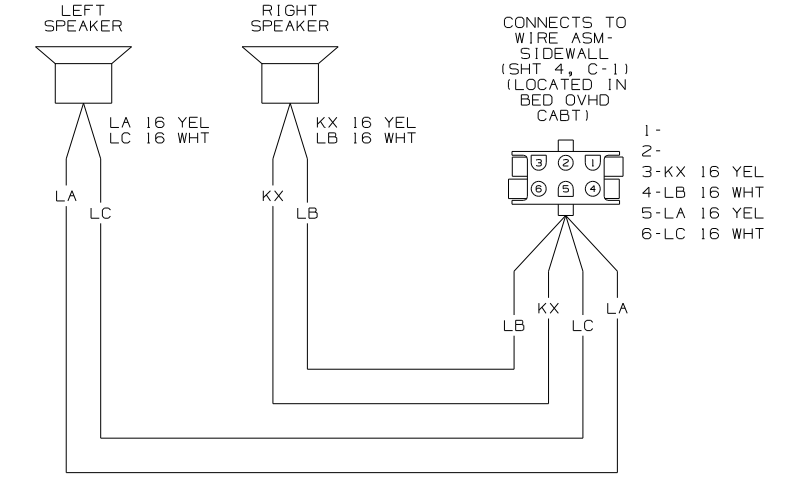 LEFT
SPEAKER
RIGHT
SPEAKER
CONNECTS TO
WIRE ASM-
SIDEWALL
(SHT 4, C-1)
(LOCATED IN
BED OVHD
CABT)
LA 16 YEL
LC 16 WHT
KX 16 YEL
LB 16 WHT
3 2 1
6 5 4
1-
2-
3-KX 16 YEL
4-LB 16 WHT
5-LA 16 YEL
6-LC 16 WHT
LA
LC
KX
LB
LB
KX
LC
LA